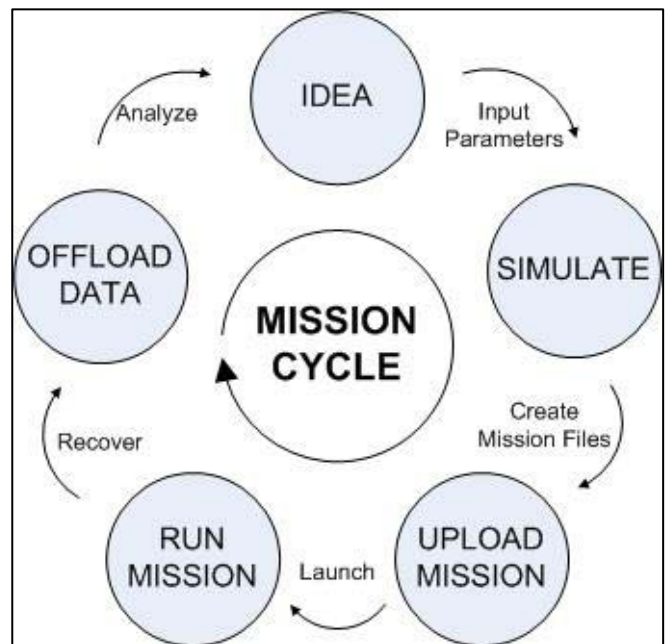 IDEA
Input
Parameters
SIMULATE
Create
Mission Files
UPLOAD
MISSION
Launch
RUN
MISSION
Recover
OFFLOAD
DATA
Analyze
MISSION
CYCLE